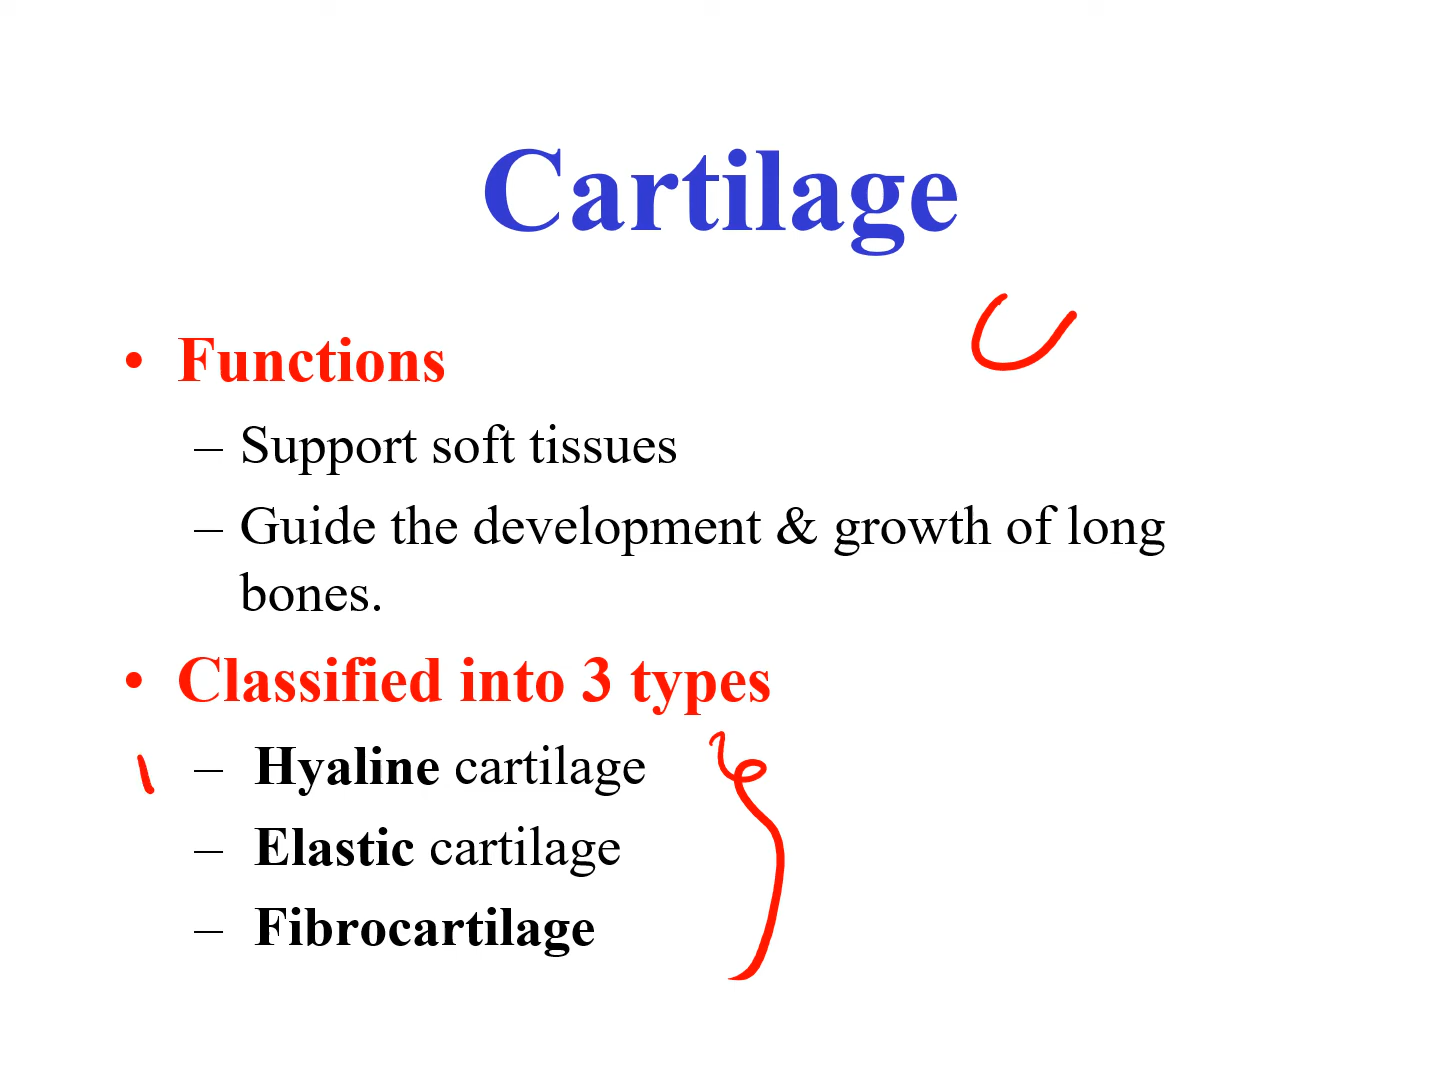 Cartilage
• Functions
– Support soft tissues
– Guide the development & growth of long
bones.
• Classified into 3 types
– Hyaline cartilage
– Elastic cartilage
– Fibrocartilage